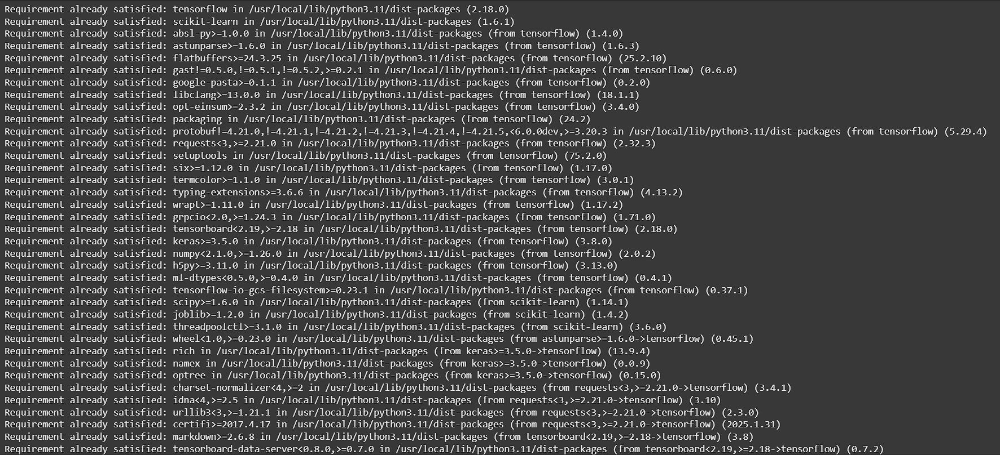 Requirement already satisfied: tensorflow in /usr/local/lib/python3.11/dist-packages (2.18.0)
Requirement already satisfied: scikit-learn in /usr/local/lib/python3.11/dist-packages (1.6.1)
Requirement already satisfied: absl-py>=1.0.0 in /usr/local/lib/python3.11/dist-packages (from tensorflow) (1.4.0)
Requirement already satisfied: astunparse>=1.6.0 in /usr/local/lib/python3.11/dist-packages (from tensorflow) (1.6.3)
Requirement already satisfied: flatbuffers>=24.3.25 in /usr/local/lib/python3.11/dist-packages (from tensorflow) (25.2.10)
Requirement already satisfied: gast!=0.5.0,!=0.5.1,!=0.5.2,>=0.2.1 in /usr/local/lib/python3.11/dist-packages (from tensorflow) (0.6.0)
Requirement already satisfied: google-pasta>=0.1.1 in /usr/local/lib/python3.11/dist-packages (from tensorflow) (0.2.0)
Requirement already satisfied: libclang>=13.0.0 in /usr/local/lib/python3.11/dist-packages (from tensorflow) (18.1.1)
Requirement already satisfied: opt-einsum>=2.3.2 in /usr/local/lib/python3.11/dist-packages (from tensorflow) (3.4.0)
Requirement already satisfied: packaging in /usr/local/lib/python3.11/dist-packages (from tensorflow) (24.2)
Requirement already satisfied: protobuf!=4.21.0,!=4.21.1,!=4.21.2,!=4.21.3,!=4.21.4,!=4.21.5,<6.0.0dev,>=3.20.3 in /usr/local/lib/python3.11/dist-packages (from tensorflow) (5.29.4)
Requirement already satisfied: requests<3,>=2.21.0 in /usr/local/lib/python3.11/dist-packages (from tensorflow) (2.32.3)
Requirement already satisfied: setuptools in /usr/local/lib/python3.11/dist-packages (from tensorflow) (75.2.0)
Requirement already satisfied: six>=1.12.0 in /usr/local/lib/python3.11/dist-packages (from tensorflow) (1.17.0)
Requirement already satisfied: termcolor>=1.1.0 in /usr/local/lib/python3.11/dist-packages (from tensorflow) (3.0.1)
Requirement already satisfied: typing-extensions>=3.6.6 in /usr/local/lib/python3.11/dist-packages (from tensorflow) (4.13.2)
Requirement already satisfied: wrapt>=1.11.0 in /usr/local/lib/python3.11/dist-packages (from tensorflow) (1.17.2)
Requirement already satisfied: grpcio<2.0,>=1.24.3 in /usr/local/lib/python3.11/dist-packages (from tensorflow) (1.71.0)
Requirement already satisfied: tensorboard<2.19,>=2.18 in /usr/local/lib/python3.11/dist-packages (from tensorflow) (2.18.0)
Requirement already satisfied: keras>=3.5.0 in /usr/local/lib/python3.11/dist-packages (from tensorflow) (3.8.0)
Requirement already satisfied: numpy<2.1.0,>=1.26.0 in /usr/local/lib/python3.11/dist-packages (from tensorflow) (2.0.2)
Requirement already satisfied: h5py>=3.11.0 in /usr/local/lib/python3.11/dist-packages (from tensorflow) (3.13.0)
Requirement already satisfied: ml-dtypes<0.5.0,>=0.4.0 in /usr/local/lib/python3.11/dist-packages (from tensorflow) (0.4.1)
Requirement already satisfied: tensorflow-io-gcs-filesystem>=0.23.1 in /usr/local/lib/python3.11/dist-packages (from tensorflow) (0.37.1)
Requirement already satisfied: scipy>=1.6.0 in /usr/local/lib/python3.11/dist-packages (from scikit-learn) (1.14.1)
Requirement already satisfied: joblib>=1.2.0 in /usr/local/lib/python3.11/dist-packages (from scikit-learn) (1.4.2)
Requirement already satisfied: threadpoolctl>=3.1.0 in /usr/local/lib/python3.11/dist-packages (from scikit-learn) (3.6.0)
Requirement already satisfied: wheel<1.0,>=0.23.0 in /usr/local/lib/python3.11/dist-packages (from astunparse>=1.6.0->tensorflow) (0.45.1)
Requirement already satisfied: rich in /usr/local/lib/python3.11/dist-packages (from keras>=3.5.0->tensorflow) (13.9.4)
Requirement already satisfied: namex in /usr/local/lib/python3.11/dist-packages (from keras>=3.5.0->tensorflow) (0.0.9)
Requirement already satisfied: optree in /usr/local/lib/python3.11/dist-packages (from keras>=3.5.0->tensorflow) (0.15.0)
Requirement already satisfied: charset-normalizer<4,>=2 in /usr/local/lib/python3.11/dist-packages (from requests<3,>=2.21.0->tensorflow) (3.4.1)
Requirement already satisfied: idna<4,>=2.5 in /usr/local/lib/python3.11/dist-packages (from requests<3,>=2.21.0->tensorflow) (3.10)
Requirement already satisfied: urllib3<3,>=1.21.1 in /usr/local/lib/python3.11/dist-packages (from requests<3,>=2.21.0->tensorflow) (2.3.0)
Requirement already satisfied: certifi>=2017.4.17 in /usr/local/lib/python3.11/dist-packages (from requests<3,>=2.21.0->tensorflow) (2025.1.31)
Requirement already satisfied: markdown>=2.6.8 in /usr/local/lib/python3.11/dist-packages (from tensorboard<2.19,>=2.18->tensorflow) (3.8)
Requirement already satisfied: tensorboard-data-server<0.8.0,>=0.7.0 in /usr/local/lib/python3.11/dist-packages (from tensorboard<2.19,>=2.18->tensorflow) (0.7.2)